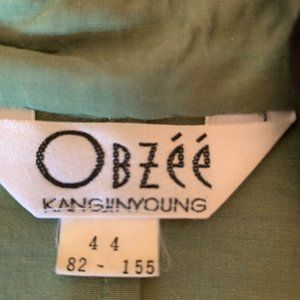 OBZÉÉ
KANGJINYOUNG
44
82 - 155